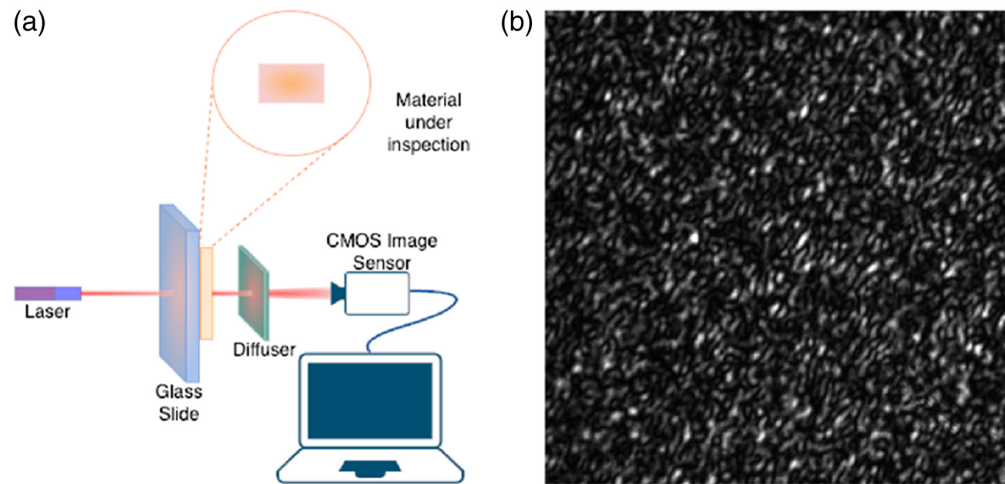 (a)
(b)
Material
under
inspection
CMOS Image
Sensor
Laser
Diffuser
Glass
Slide